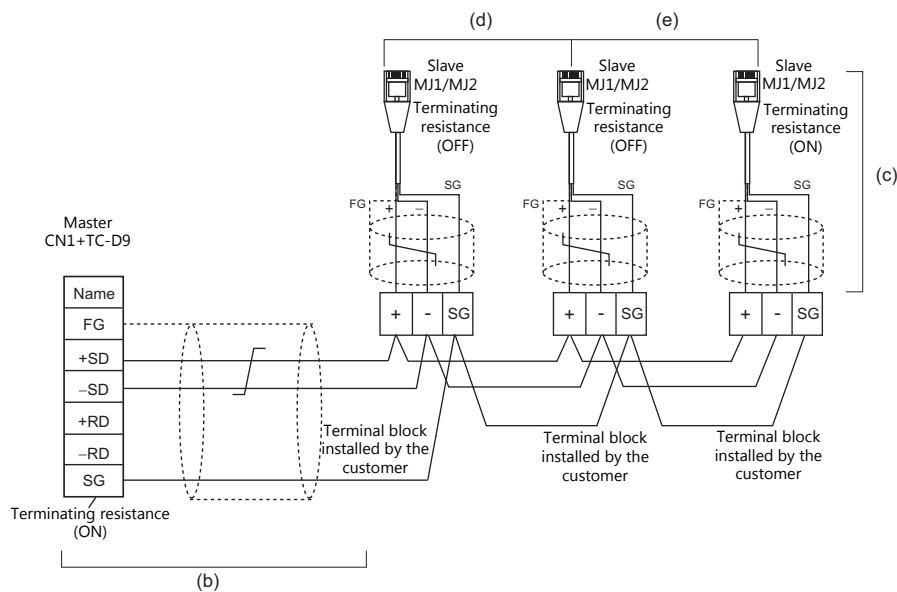 (d)
(e)
Slave
MJ1/MJ2
Terminating
resistance
(OFF)
Slave
MJ1/MJ2
Terminating
resistance
(OFF)
Slave
MJ1/MJ2
Terminating
resistance
(ON)
(c)
SG
FG
+
−
SG
FG
+
−
SG
FG
+
−
Master
CN1+TC-D9
Name
FG
+SD
−SD
+RD
−RD
SG
Terminating resistance
(ON)
+ - SG
+ - SG
+ - SG
Terminal block
installed by the
customer
Terminal block
installed by the
customer
Terminal block
installed by the
customer
(b)